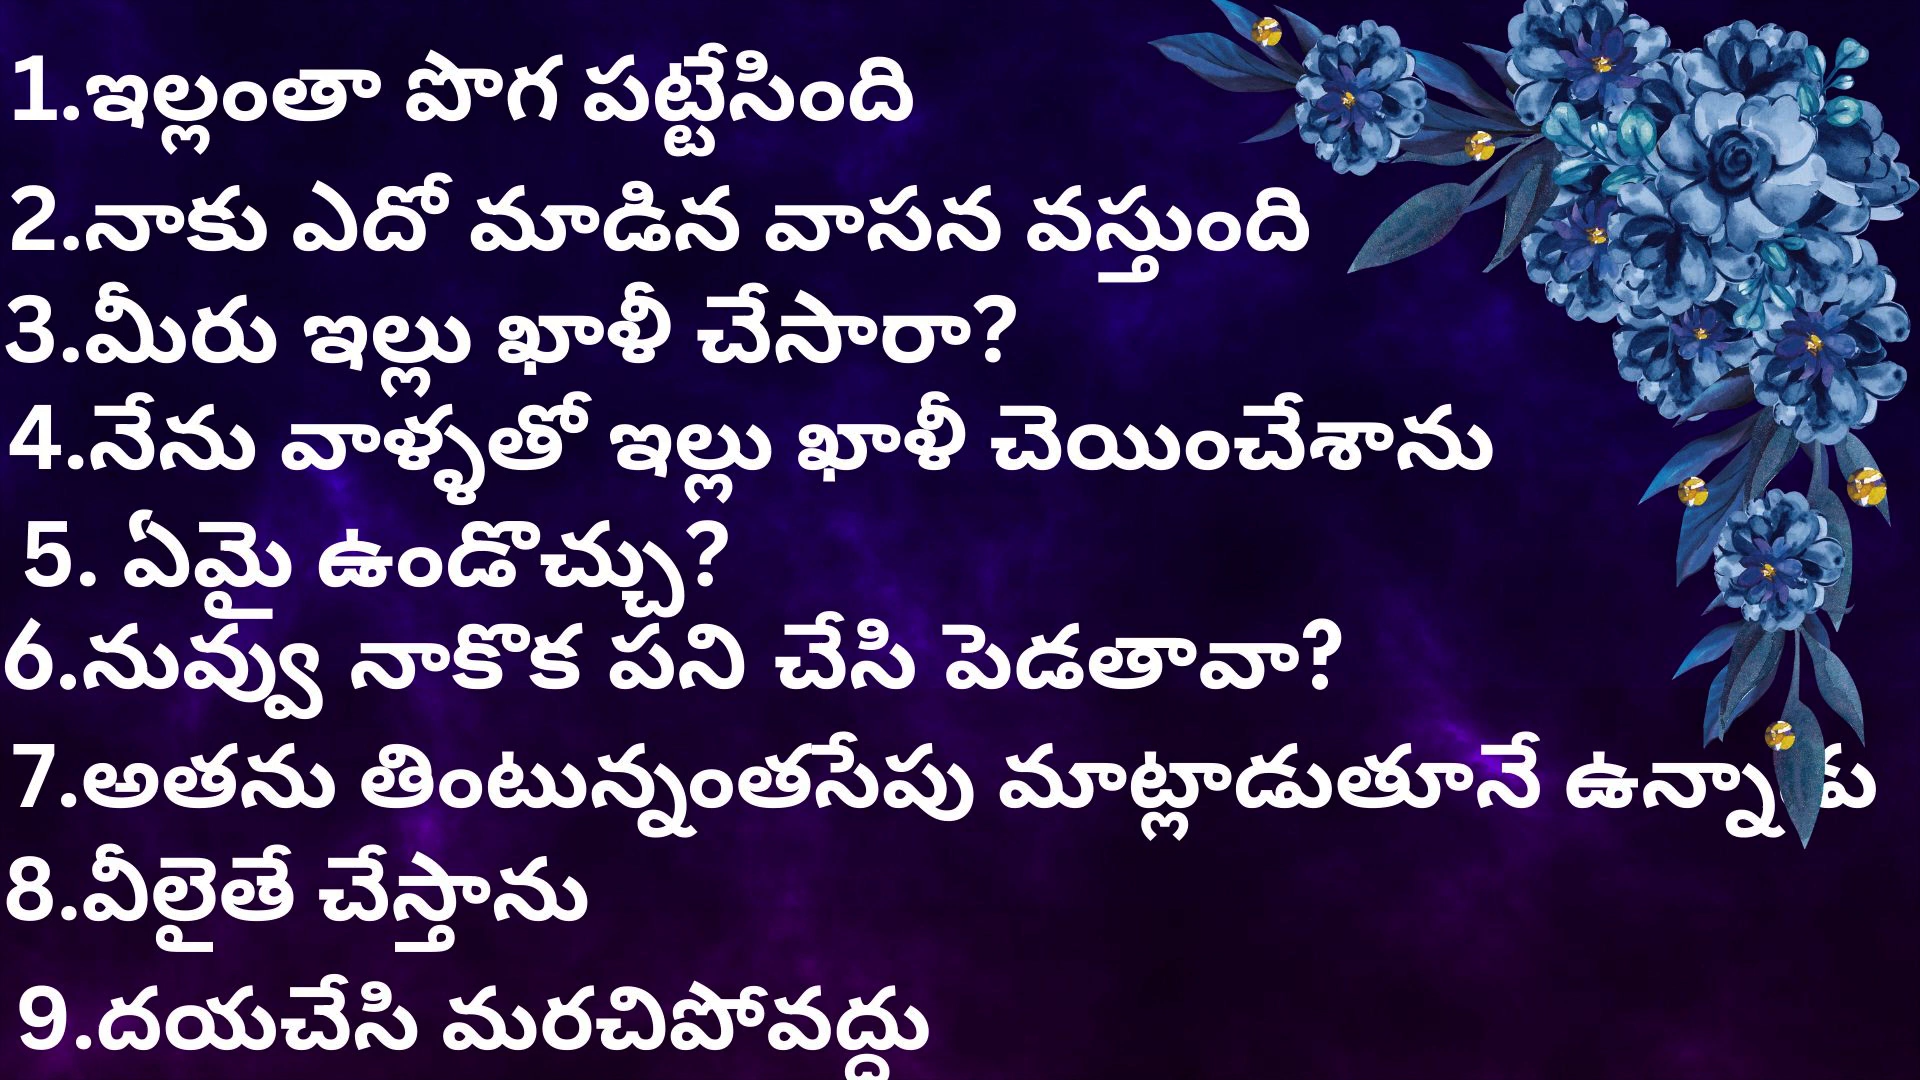 1.ఇల్లంతా పొగ పట్టేసింది
2.నాకు ఎదో మాడిన వాసన వస్తుంది
3.మీరు ఇల్లు ఖాళీ చేసారా?
4.నేను వాళ్ళతో ఇల్లు ఖాళీ చెయించేశాను
5. ఏమై ఉండొచ్చు?
6.నువ్వు నాకొక పని చేసి పెడతావా?
7.అతను తింటున్నంతసేపు మాట్లాడుతూనే ఉన్నాడు
8.వీలైతే చేస్తాను
9.దయచేసి మరచిపోవద్దు